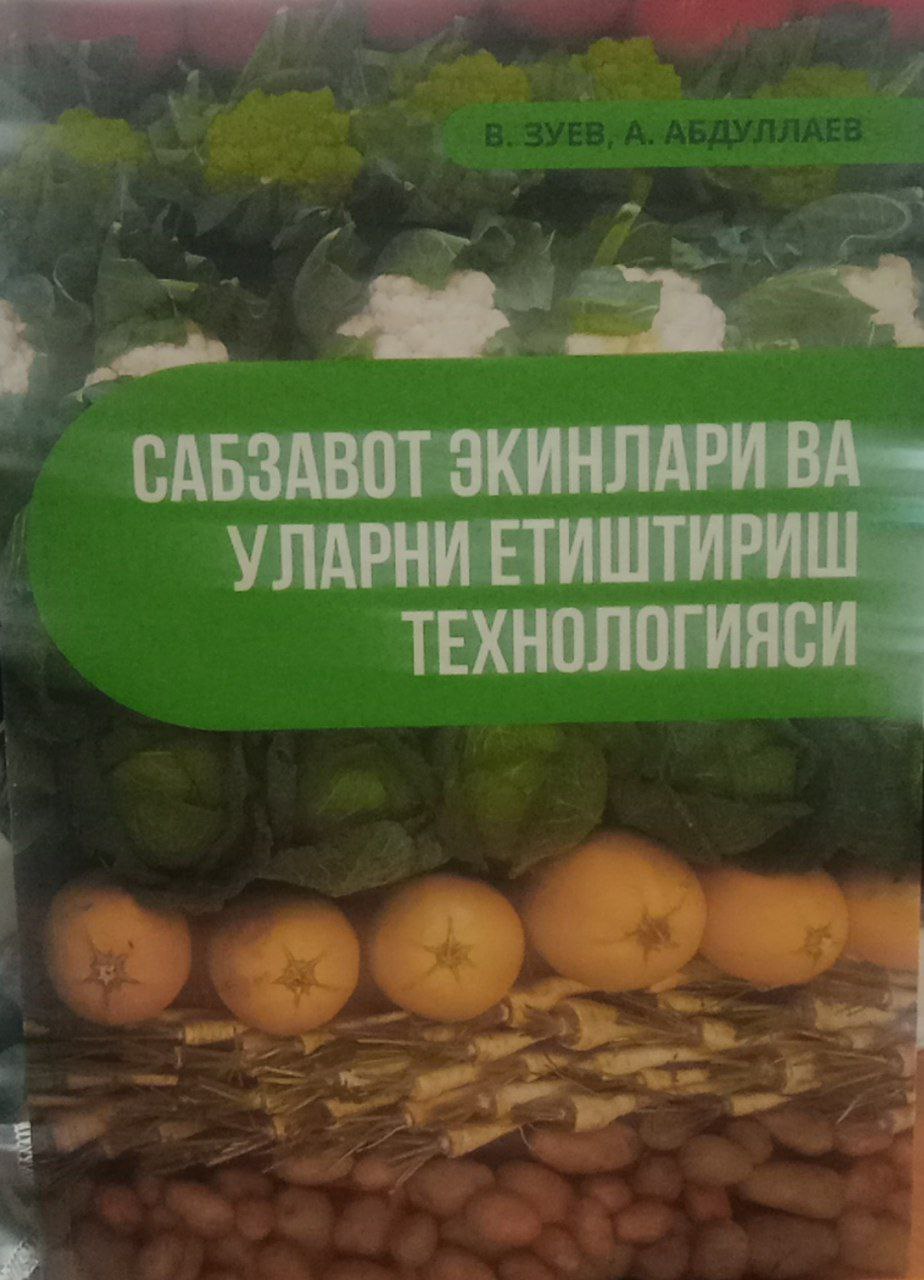 В. ЗУЕВ, А. АБДУЛЛАЕВ
САБЗАВОТ ЭКИНЛАРИ ВА
УЛАРНИ ЕТИШТИРИШ
ТЕХНОЛОГИЯСИ